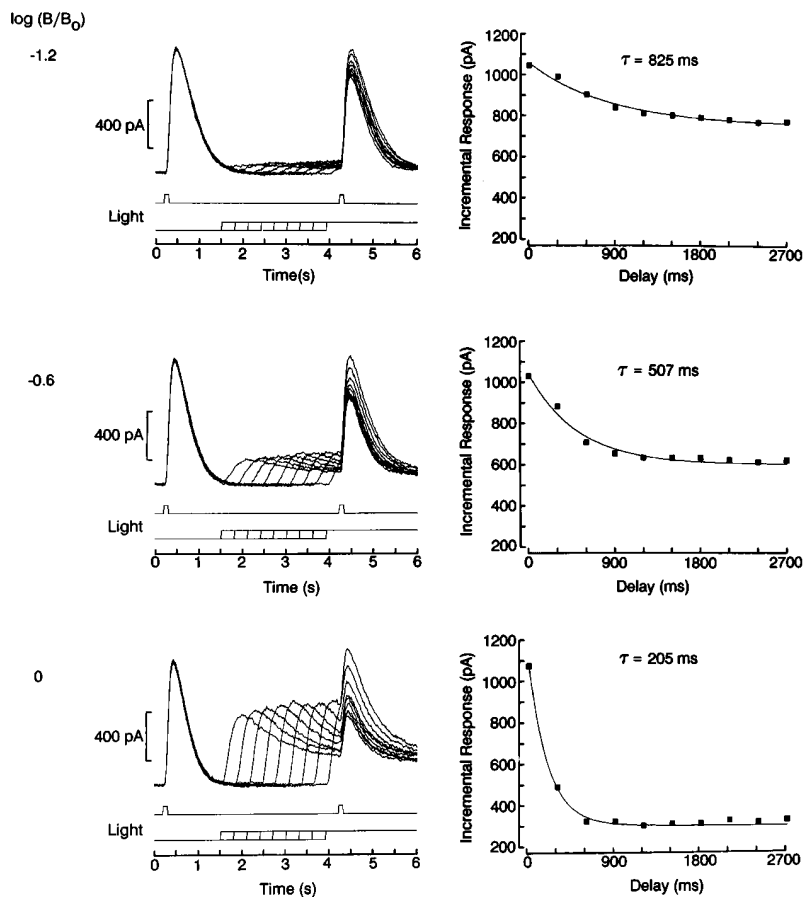 log (B/B0)
-1.2
400 pA
Light
0 1 2 3 4 5 6
Time(s)
Incremental Response (pA)
1200
1000
800
600
400
200
τ = 825 ms
0 900 1800 2700
Delay (ms)
-0.6
400 pA
Light
0 1 2 3 4 5 6
Time (s)
Incremental Response (pA)
1200
1000
800
600
400
200
τ = 507 ms
0 900 1800 2700
Delay (ms)
0
400 pA
Light
0 1 2 3 4 5 6
Time (s)
Incremental Response (pA)
1200
1000
800
600
400
200
τ = 205 ms
0 900 1800 2700
Delay (ms)